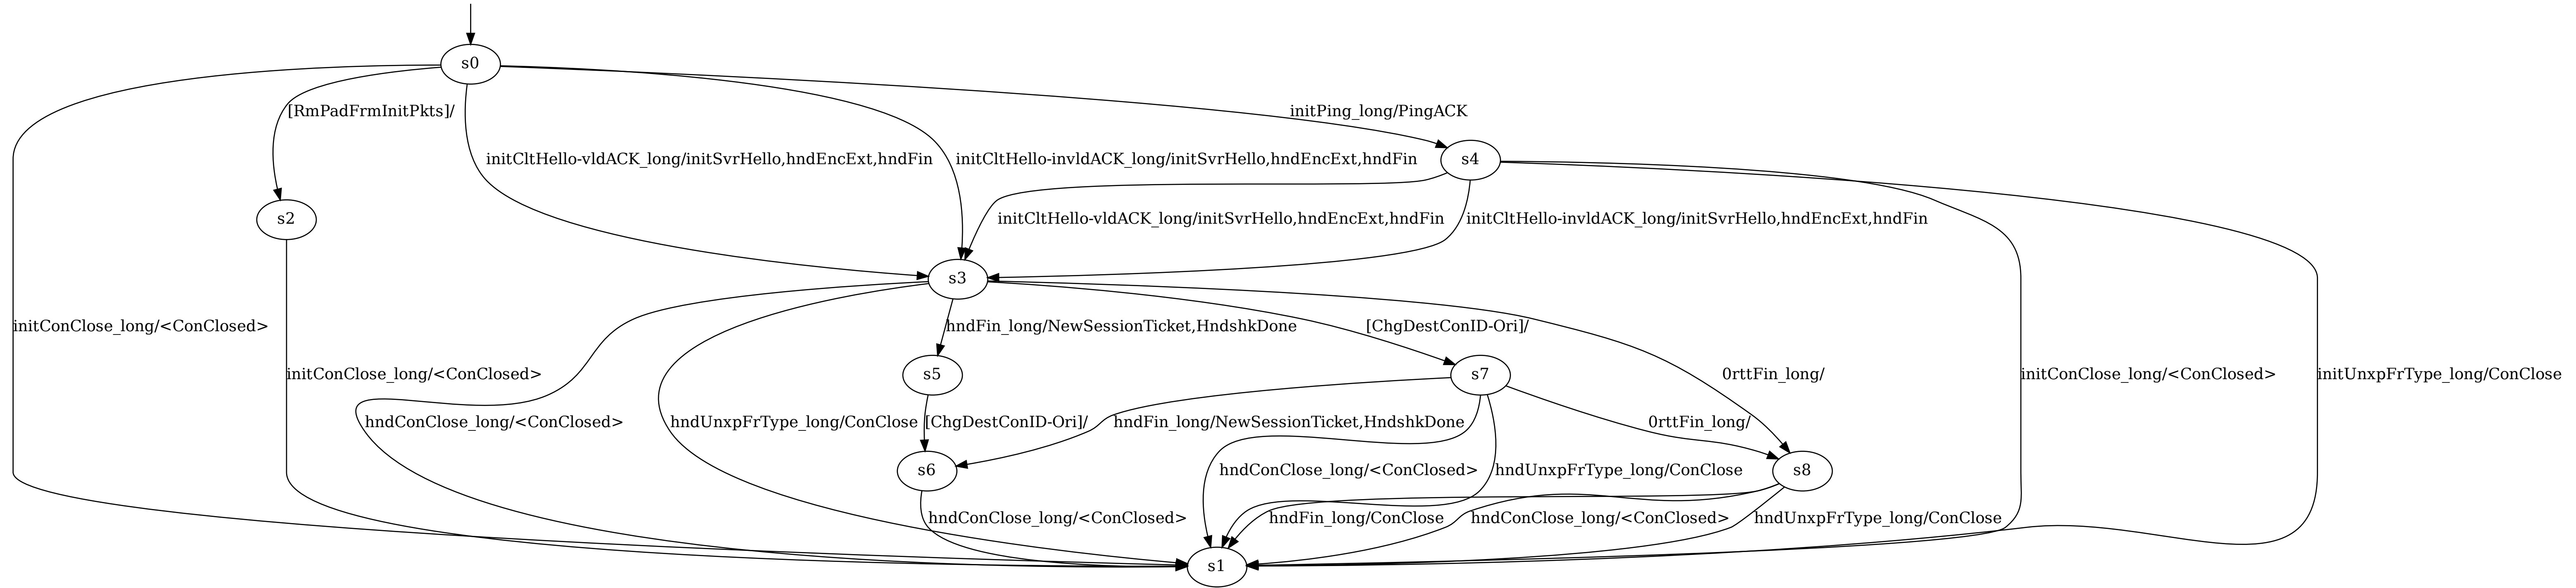 s0
[RmPadFrmInitPkts]/
initPing_long/PingACK
initCltHello-vldACK_long/initSvrHello,hndEncExt,hndFin
initCltHello-invldACK_long/initSvrHello,hndEncExt,hndFin
s4
s2
initCltHello-vldACK_long/initSvrHello,hndEncExt,hndFin
initCltHello-invldACK_long/initSvrHello,hndEncExt,hndFin
s3
initConClose_long/<ConClosed>
hndFin_long/NewSessionTicket,HndshkDone
[ChgDestConID-Ori]/
initConClose_long/<ConClosed>
s5
s7
0rttFin_long/
initConClose_long/<ConClosed>
initUnxpFrType_long/ConClose
hndConClose_long/<ConClosed>
hndUnxpFrType_long/ConClose
[ChgDestConID-Ori]/
hndFin_long/NewSessionTicket,HndshkDone
0rttFin_long/
s6
hndConClose_long/<ConClosed>
hndUnxpFrType_long/ConClose
s8
hndConClose_long/<ConClosed>
hndFin_long/ConClose
hndConClose_long/<ConClosed>
hndUnxpFrType_long/ConClose
s1